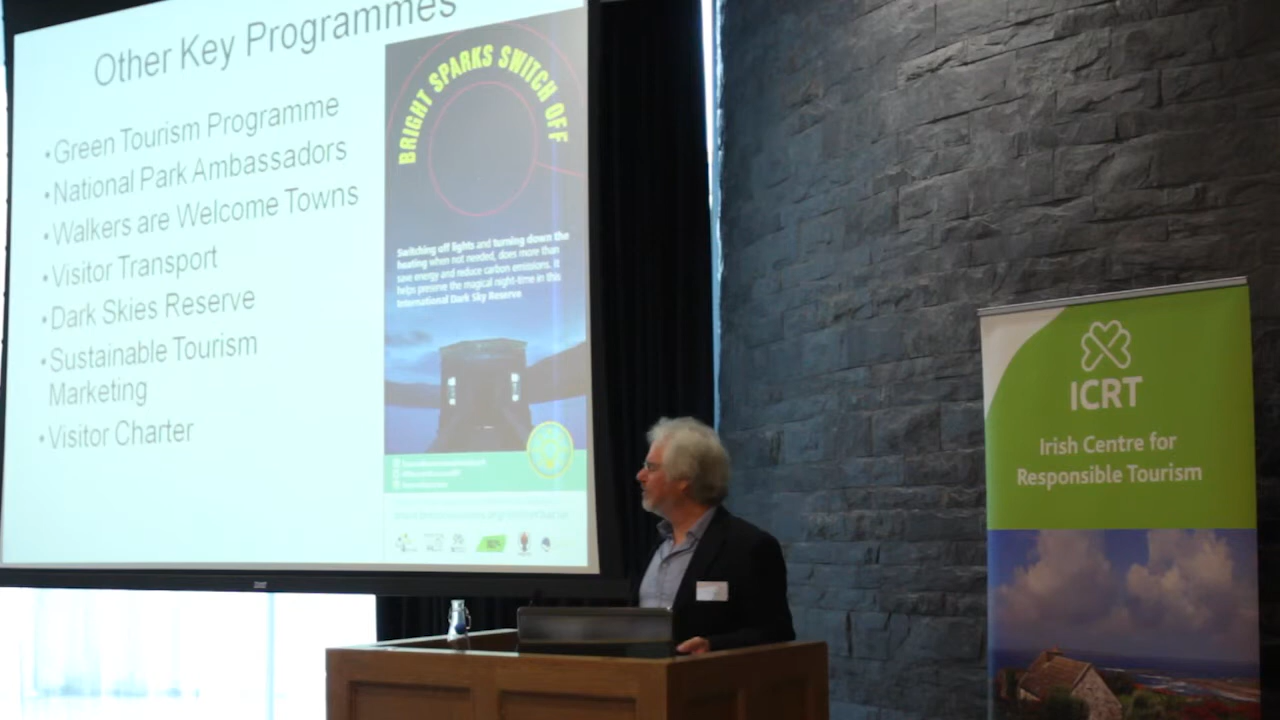 Other Key Programmes
•Green Tourism Programme
•National Park Ambassadors
•Walkers are Welcome Towns
•Visitor Transport
•Dark Skies Reserve
•Sustainable Tourism
Marketing
•Visitor Charter
BRIGHT SPARKS SWITCH OFF
Switching off lights and turning down the
heating when not needed, does more than
save energy and reduce carbon emissions. It
helps preserve the magical night-time in this
International Dark Sky Reserve
ICRT
Irish Centre for
Responsible Tourism